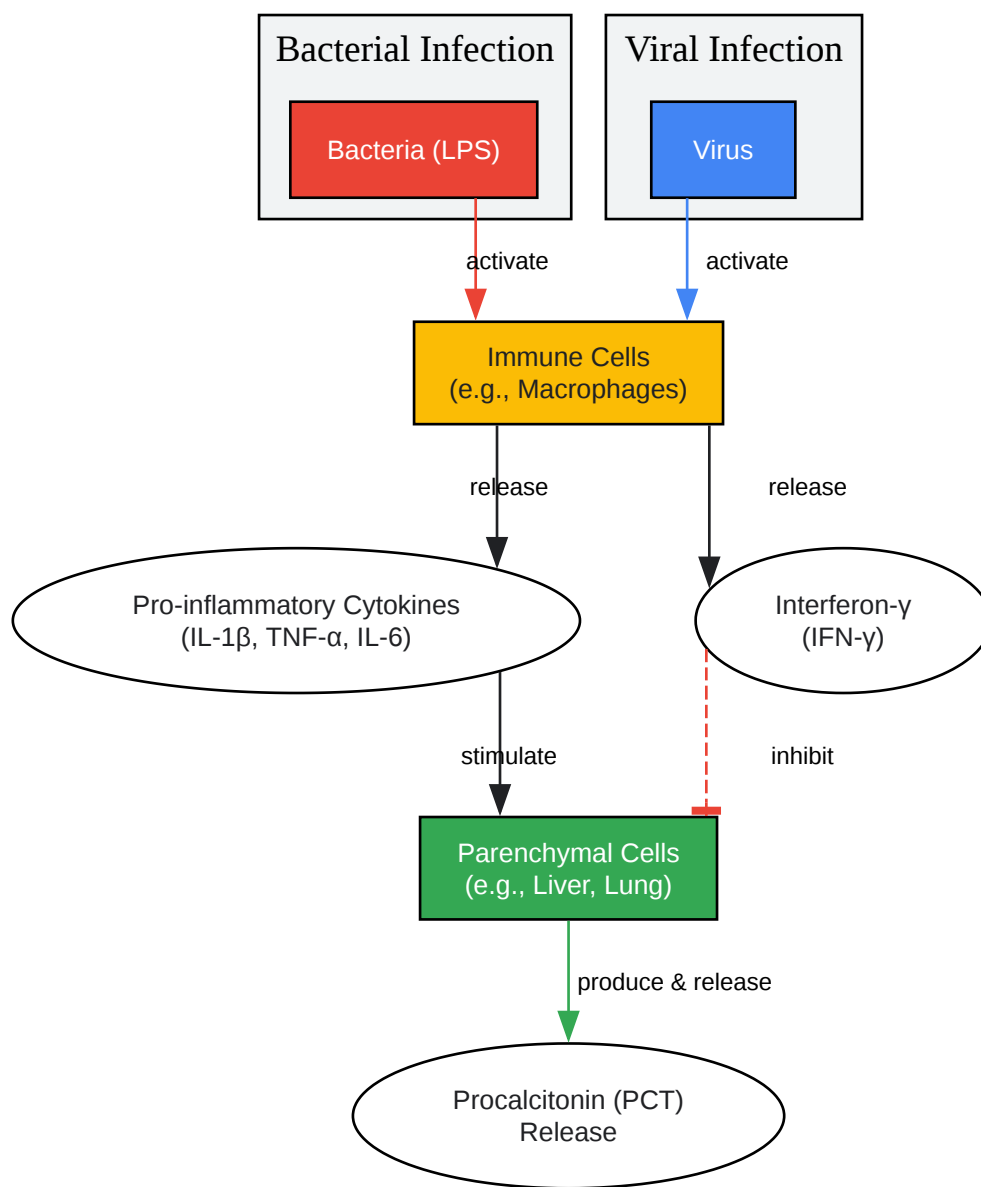 Bacterial Infection
Viral Infection
Bacteria (LPS)
Virus
activate
activate
Immune Cells
(e.g., Macrophages)
release
release
Pro-inflammatory Cytokines
(IL-1β, TNF-α, IL-6)
Interferon-γ
(IFN-γ)
stimulate
inhibit
Parenchymal Cells
(e.g., Liver, Lung)
produce & release
Procalcitonin (PCT)
Release